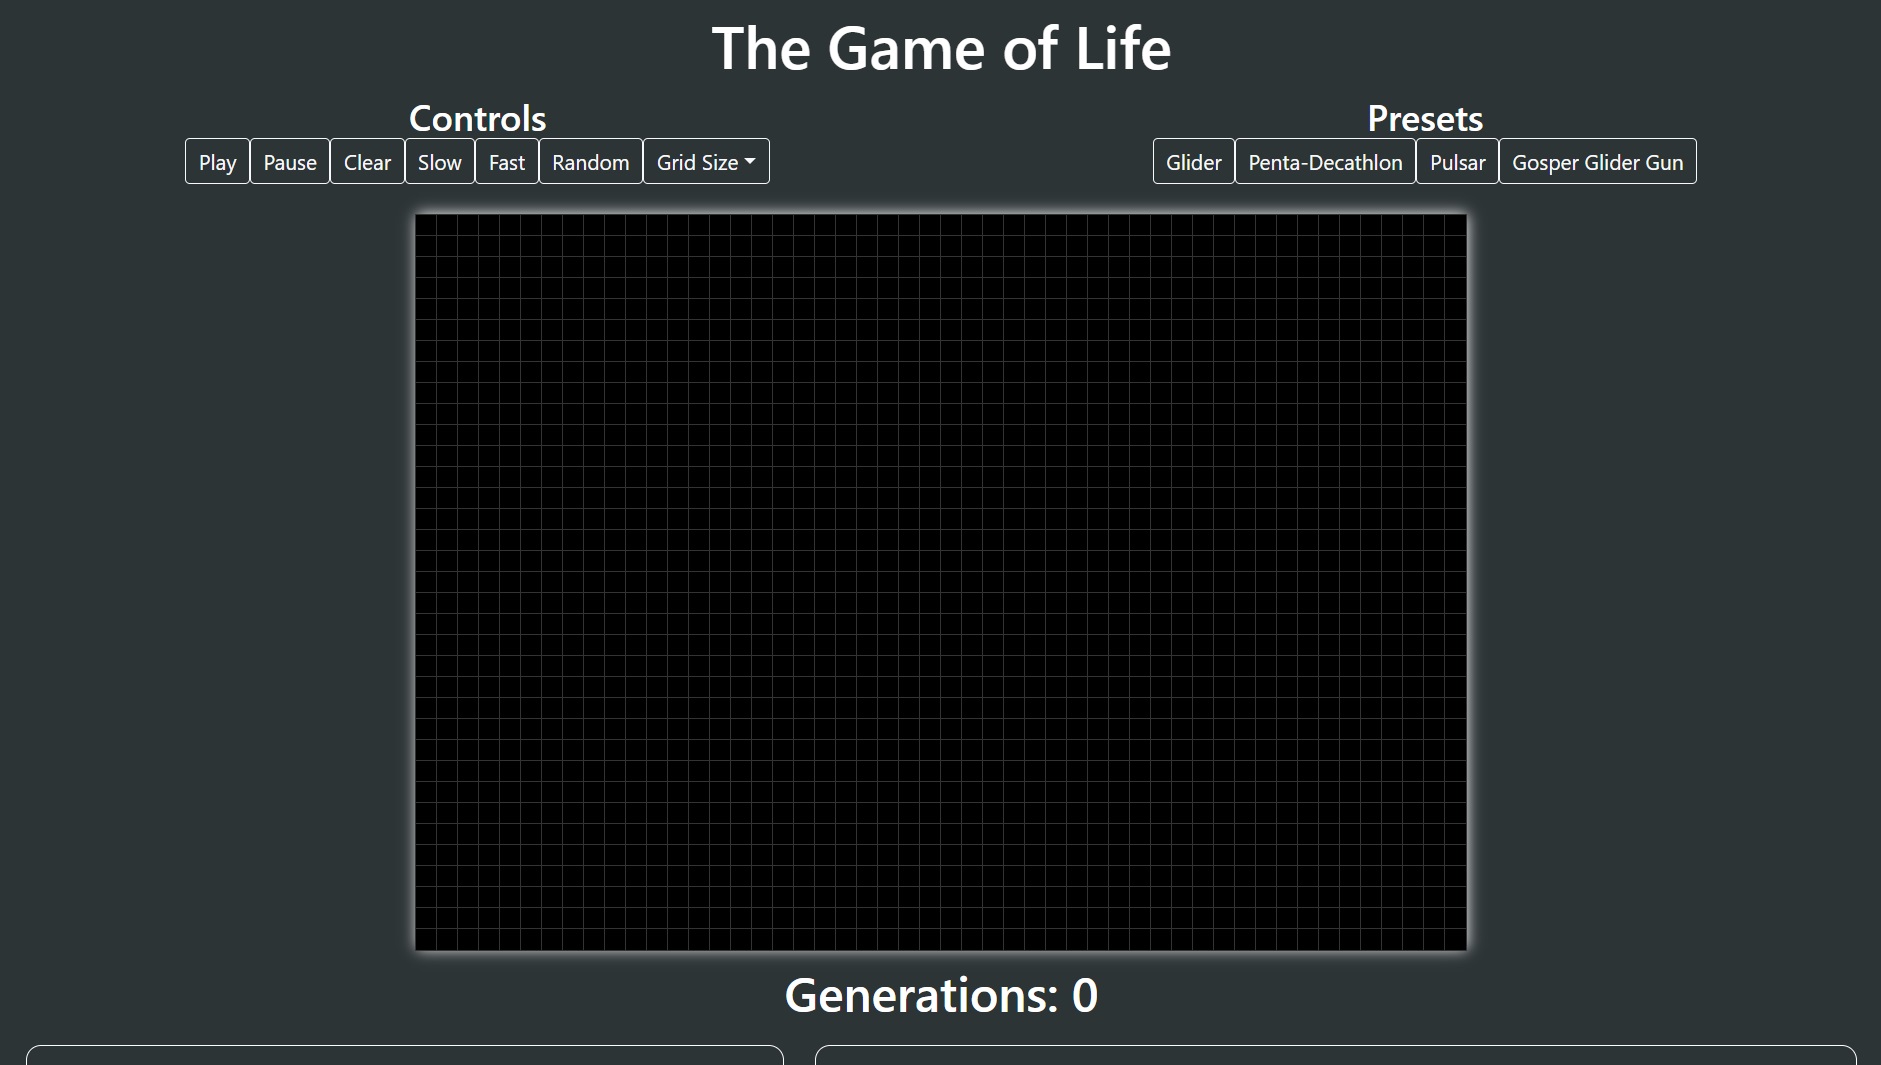 The Game of Life
Controls
Play Pause Clear Slow Fast Random Grid Size
Presets
Glider Penta-Decathlon Pulsar Gosper Glider Gun
Generations: 0